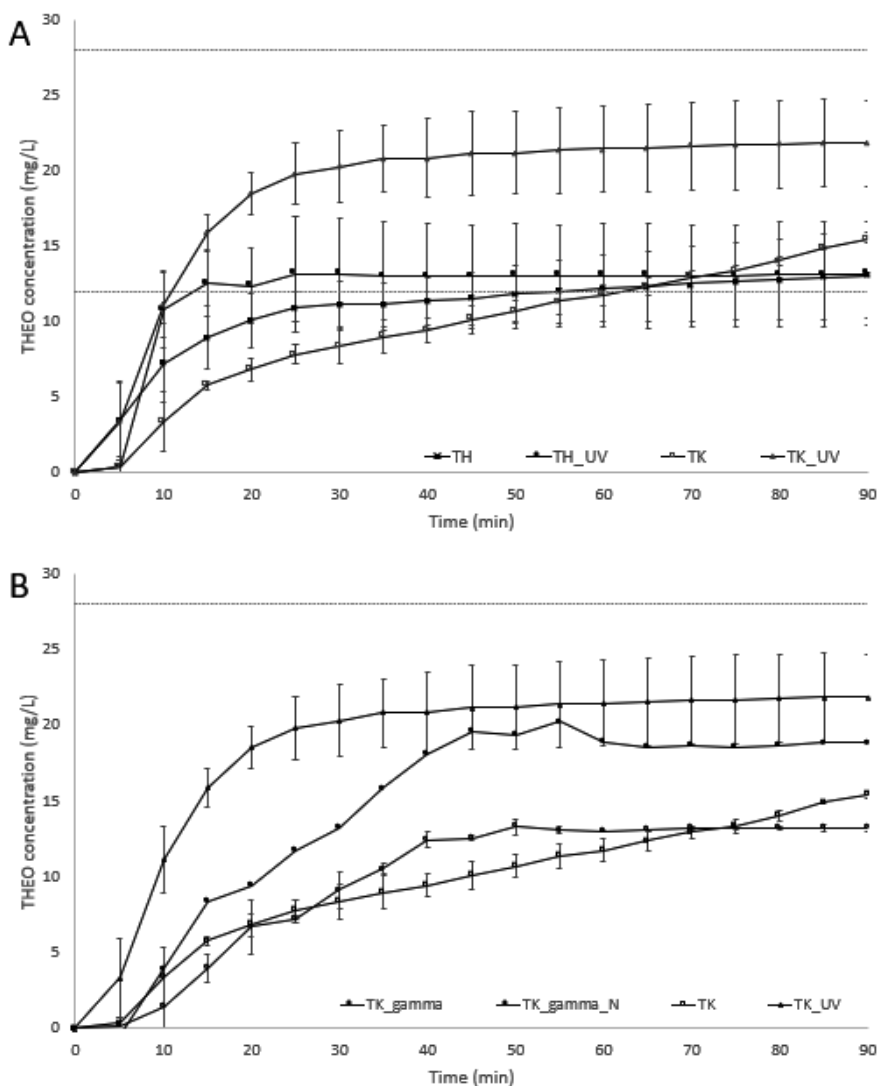 A
30
25
20
15
10
5
0
THEO concentration (mg/L)
TH TH_UV TK TK_UV
0 10 20 30 40 50 60 70 80 90
Time (min)
B
30
25
20
15
10
5
0
THEO concentration (mg/L)
TK_gamma TK_gamma_N TK TK_UV
0 10 20 30 40 50 60 70 80 90
Time (min)